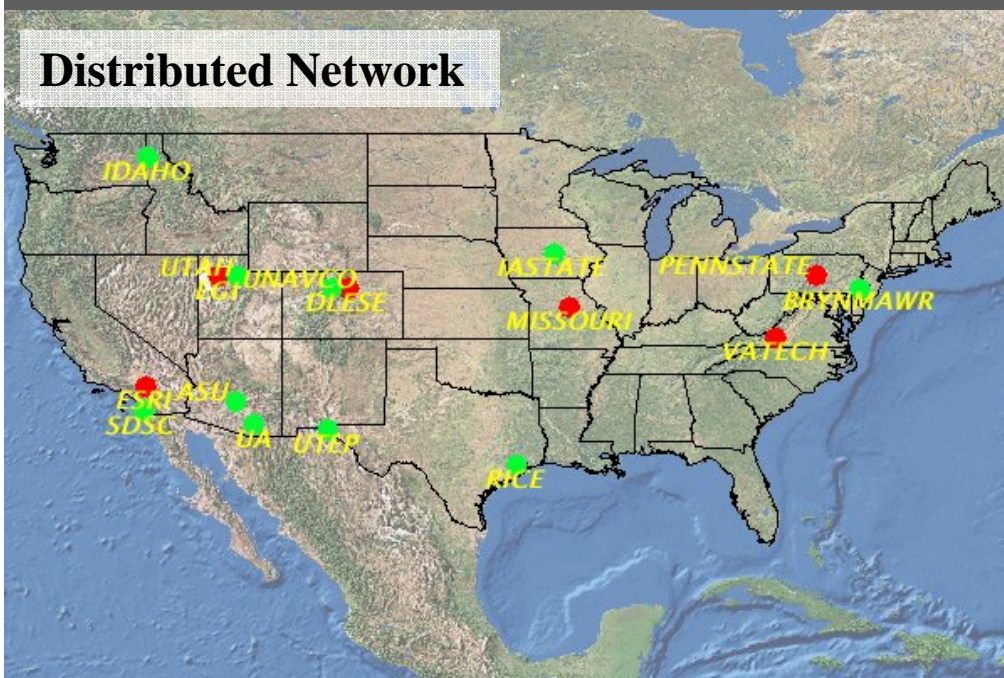 Distributed Network
IDAHO
UTAH
EGI
UNAVCO
DLESE
IASTATE
MISSOURI
PENNSTATE
BRYNMAWR
VATECH
ESRI
ASU
SDSC
UA
UTEP
RICE